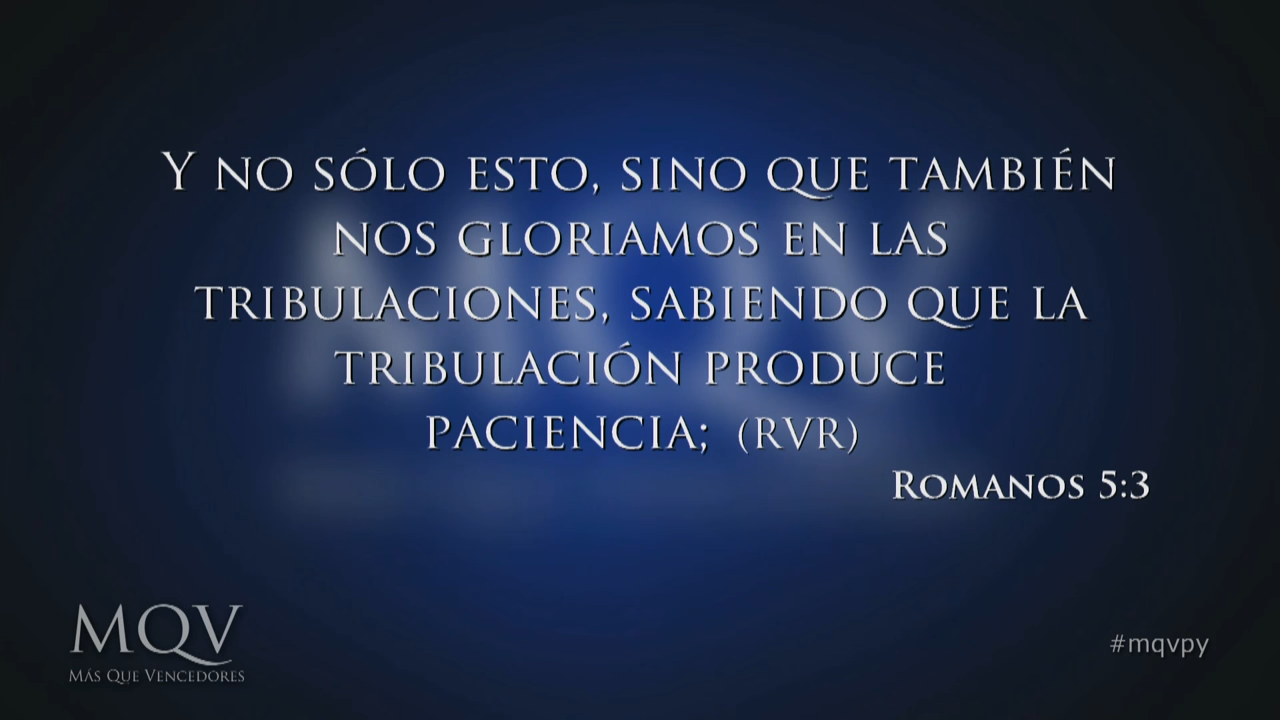 Y no sólo esto, sino que también
nos gloriamos en las
tribulaciones, sabiendo que la
tribulación produce
paciencia; (RVR)
Romanos 5:3
MQV
Más Que Vencedores
#mqvpy